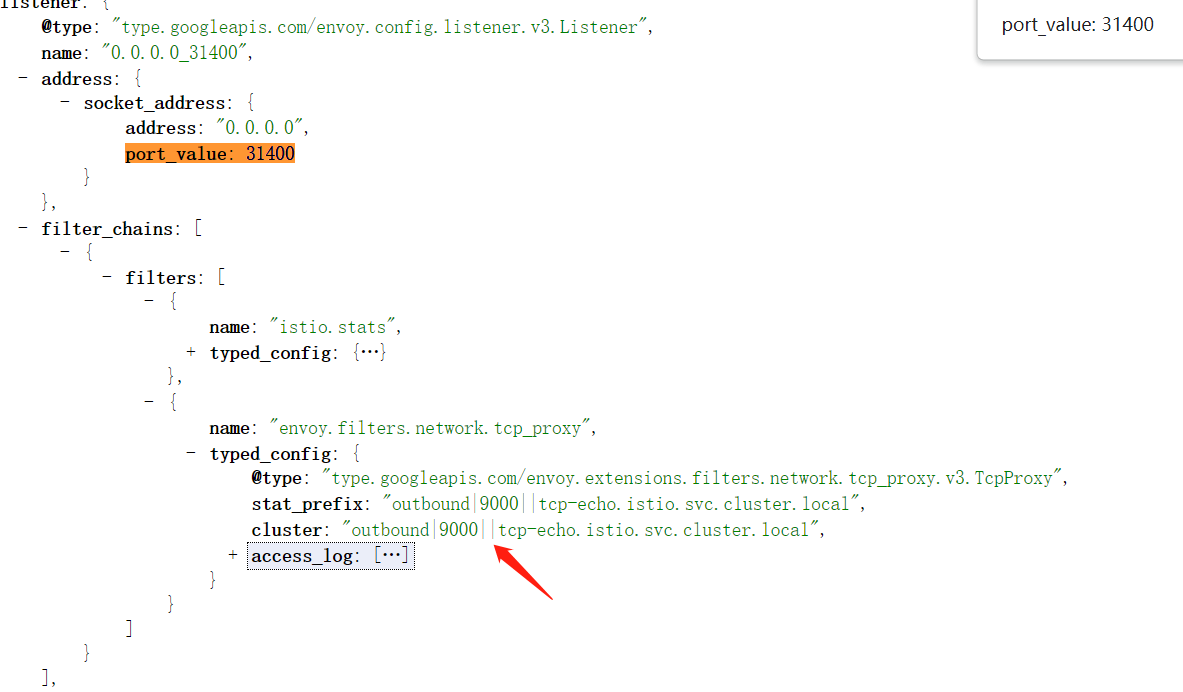 listener: {
@type: "type.googleapis.com/envoy.config.listener.v3.Listener",
port_value: 31400
name: "0.0.0.0_31400",
- address: {
- socket_address: {
address: "0.0.0.0",
port_value: 31400
}
},
- filter_chains: [
- {
- filters: [
- {
name: "istio.stats",
+ typed_config: {…}
},
- {
name: "envoy.filters.network.tcp_proxy",
- typed_config: {
@type: "type.googleapis.com/envoy.extensions.filters.network.tcp_proxy.v3.TcpProxy",
stat_prefix: "outbound|9000||tcp-echo.istio.svc.cluster.local",
cluster: "outbound|9000||tcp-echo.istio.svc.cluster.local",
+ access_log: […]
}
}
]
}
],